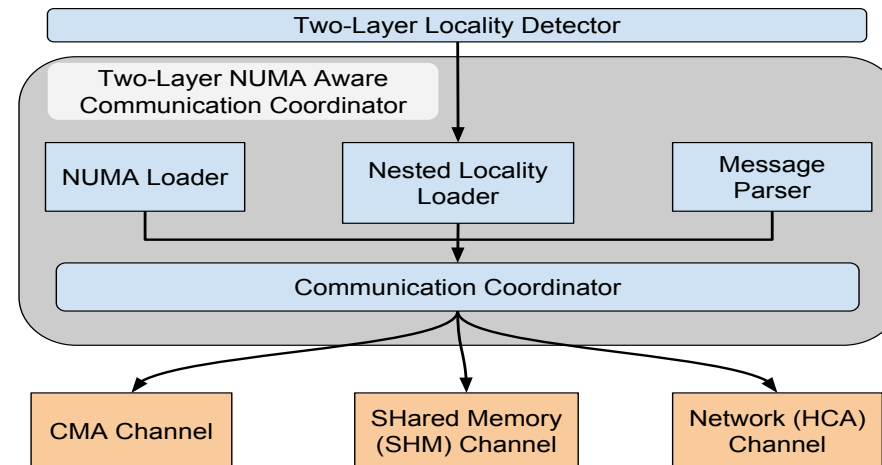 Two-Layer Locality Detector
Two-Layer NUMA Aware
Communication Coordinator
NUMA Loader
Nested Locality
Loader
Message
Parser
Communication Coordinator
CMA Channel
SHared Memory
(SHM) Channel
Network (HCA)
Channel